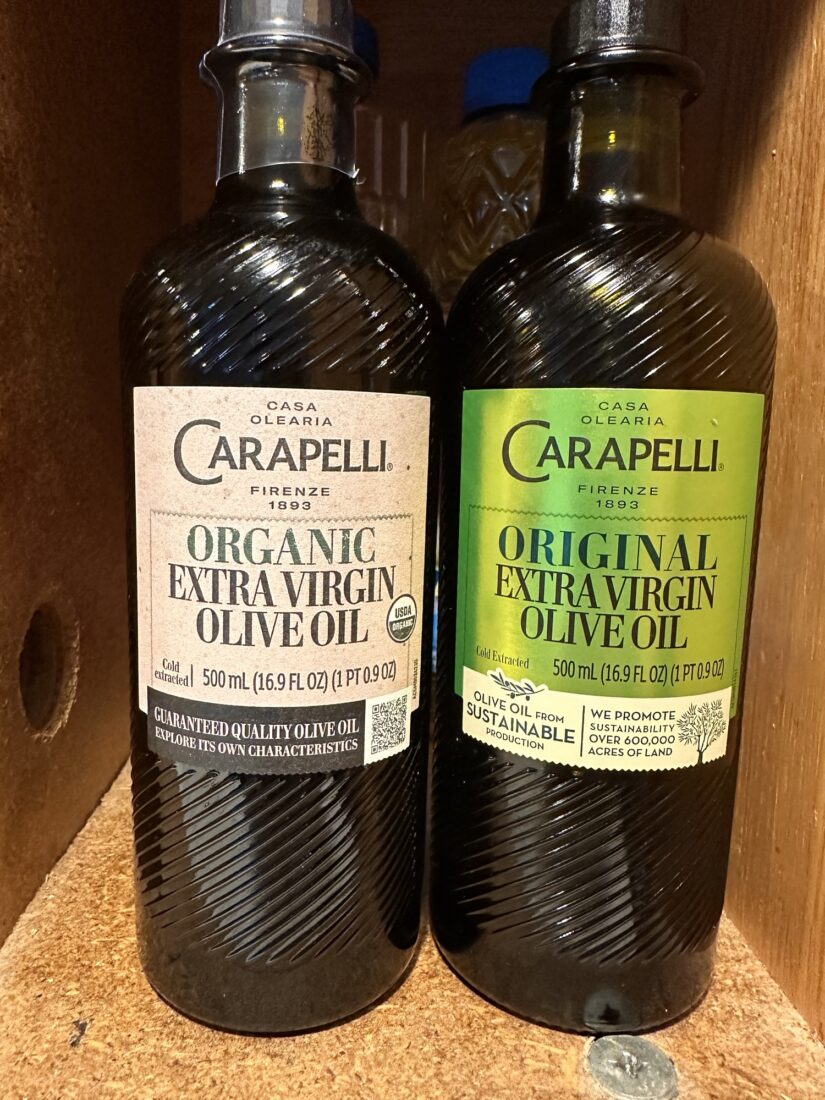 CASA
OLEARIA
CARAPELLI®
FIRENZE
1893
ORGANIC
EXTRA VIRGIN
OLIVE OIL
USDA
ORGANIC
Cold
extracted
500 mL (16.9 FL OZ) (1 PT 0.9 OZ)
GUARANTEED QUALITY OLIVE OIL
EXPLORE ITS OWN CHARACTERISTICS
CASA
OLEARIA
CARAPELLI®
FIRENZE
1893
ORIGINAL
EXTRA VIRGIN
OLIVE OIL
Cold Extracted
500 mL (16.9 FL OZ) (1 PT 0.9 OZ)
OLIVE OIL FROM
SUSTAINABLE
PRODUCTION
WE PROMOTE
SUSTAINABILITY
OVER 600,000
ACRES OF LAND